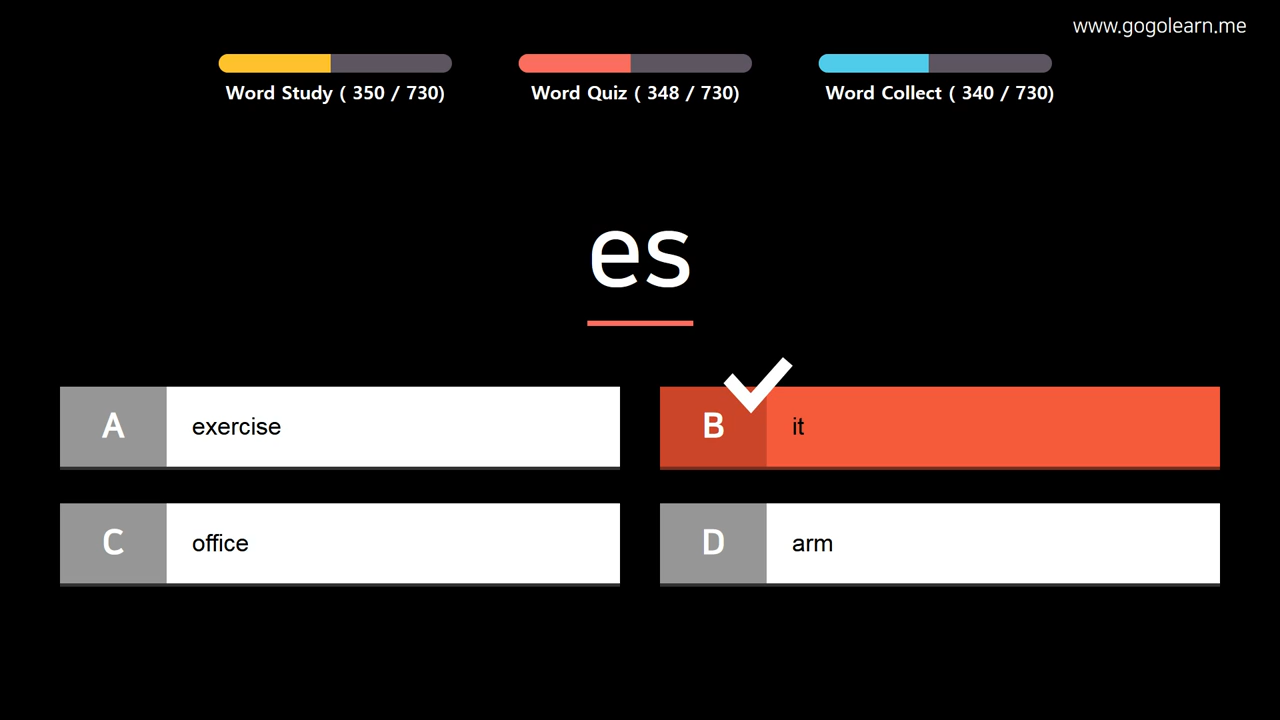 www.gogolearn.me
Word Study ( 350 / 730)
Word Quiz ( 348 / 730)
Word Collect ( 340 / 730)
es
A exercise
B it
C office
D arm